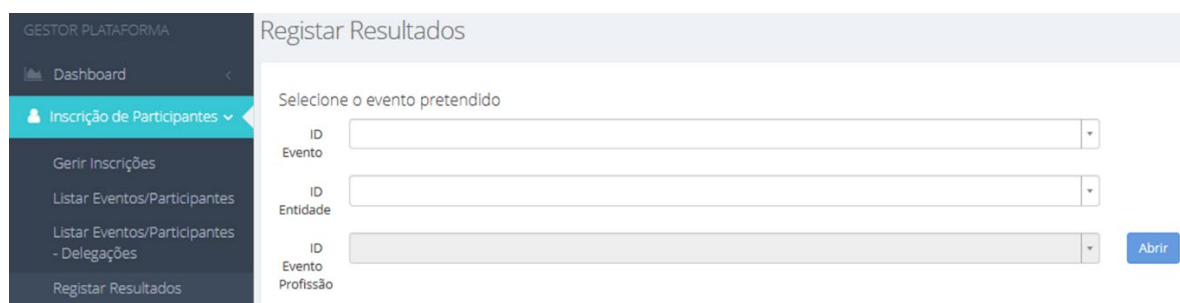 GESTOR PLATAFORMA
Dashboard
Inscrição de Participantes
Gerir Inscrições
Listar Eventos/Participantes
Listar Eventos/Participantes
- Delegações
Registar Resultados
Registar Resultados
Selecione o evento pretendido
ID
Evento
ID
Entidade
ID
Evento
Profissão
Abrir